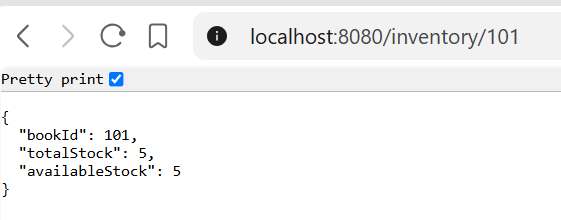 localhost:8080/inventory/101
Pretty print
{
  "bookId": 101,
  "totalStock": 5,
  "availableStock": 5
}